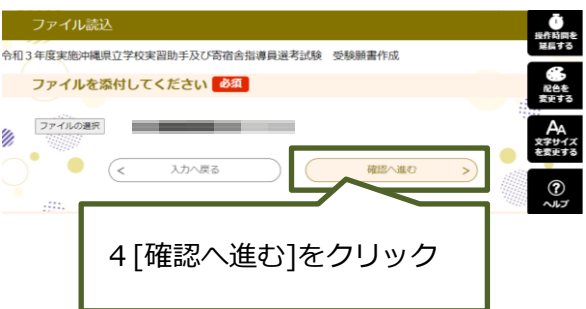 ファイル読込
令和３年度実施沖縄県立学校実習助手及び寄宿舎指導員選考試験　受験願書作成
ファイルを添付してください 必須
ファイルの選択
< 入力へ戻る
確認へ進む >
４[確認へ進む]をクリック
操作時間を
延長する
配色を
変更する
AA
文字サイズ
を変更する
?
ヘルプ